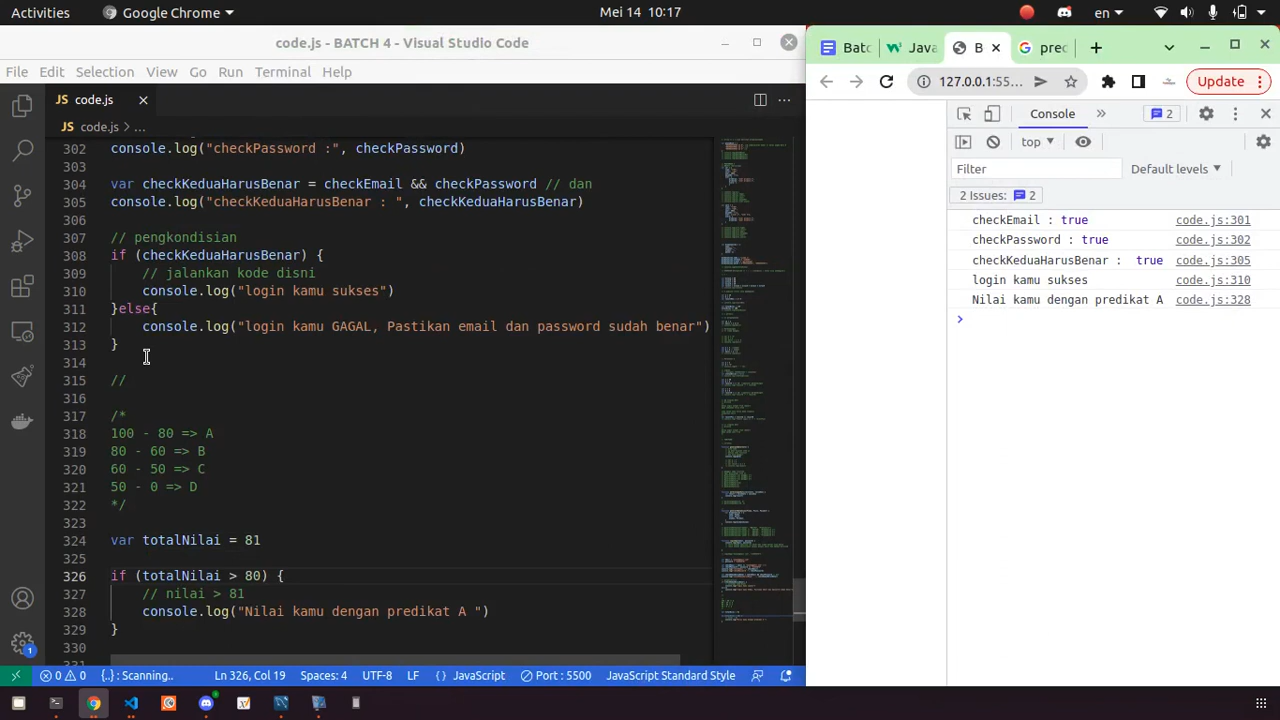 Activities
Google Chrome
Mei 14 10:17
en
code.js - BATCH 4 - Visual Studio Code
File Edit Selection View Go Run Terminal Help
JS code.js
JS code.js > ...
302 console.log("checkPassword :", checkPassword)
303
304 var checkKeduaHarusBenar = checkEmail && checkPassword // dan
305 console.log("checkKeduaHarusBenar : ", checkKeduaHarusBenar)
306
307 // pengkondisian
308 if (checkKeduaHarusBenar) {
309 // jalankan kode disni
310 console.log("login kamu sukses")
311 }else{
312 console.log("login kamu GAGAL, Pastikan email dan password sudah benar")
313 }
314
315 //
316
317 /*
318 100 - 80 => A
319 80 - 60 => B
320 60 - 50 => C
321 50 - 0 => D
322 */
323
324 var totalNilai = 81
325
326 if (totalNilai > 80) {
327 // nilai > 81
328 console.log("Nilai kamu dengan predikat A ")
329 }
330
331
1
0 0 : Scanning.. Ln 326, Col 19 Spaces: 4 UTF-8 LF {} JavaScript Port : 5500 JavaScript Standard Style
Batc
Java
B
pred
127.0.0.1:55...
Update
Console
2
top
Filter
Default levels
2 Issues: 2
checkEmail : true code.js:301
checkPassword : true code.js:302
checkKeduaHarusBenar : true code.js:305
login kamu sukses code.js:310
Nilai kamu dengan predikat A code.js:328